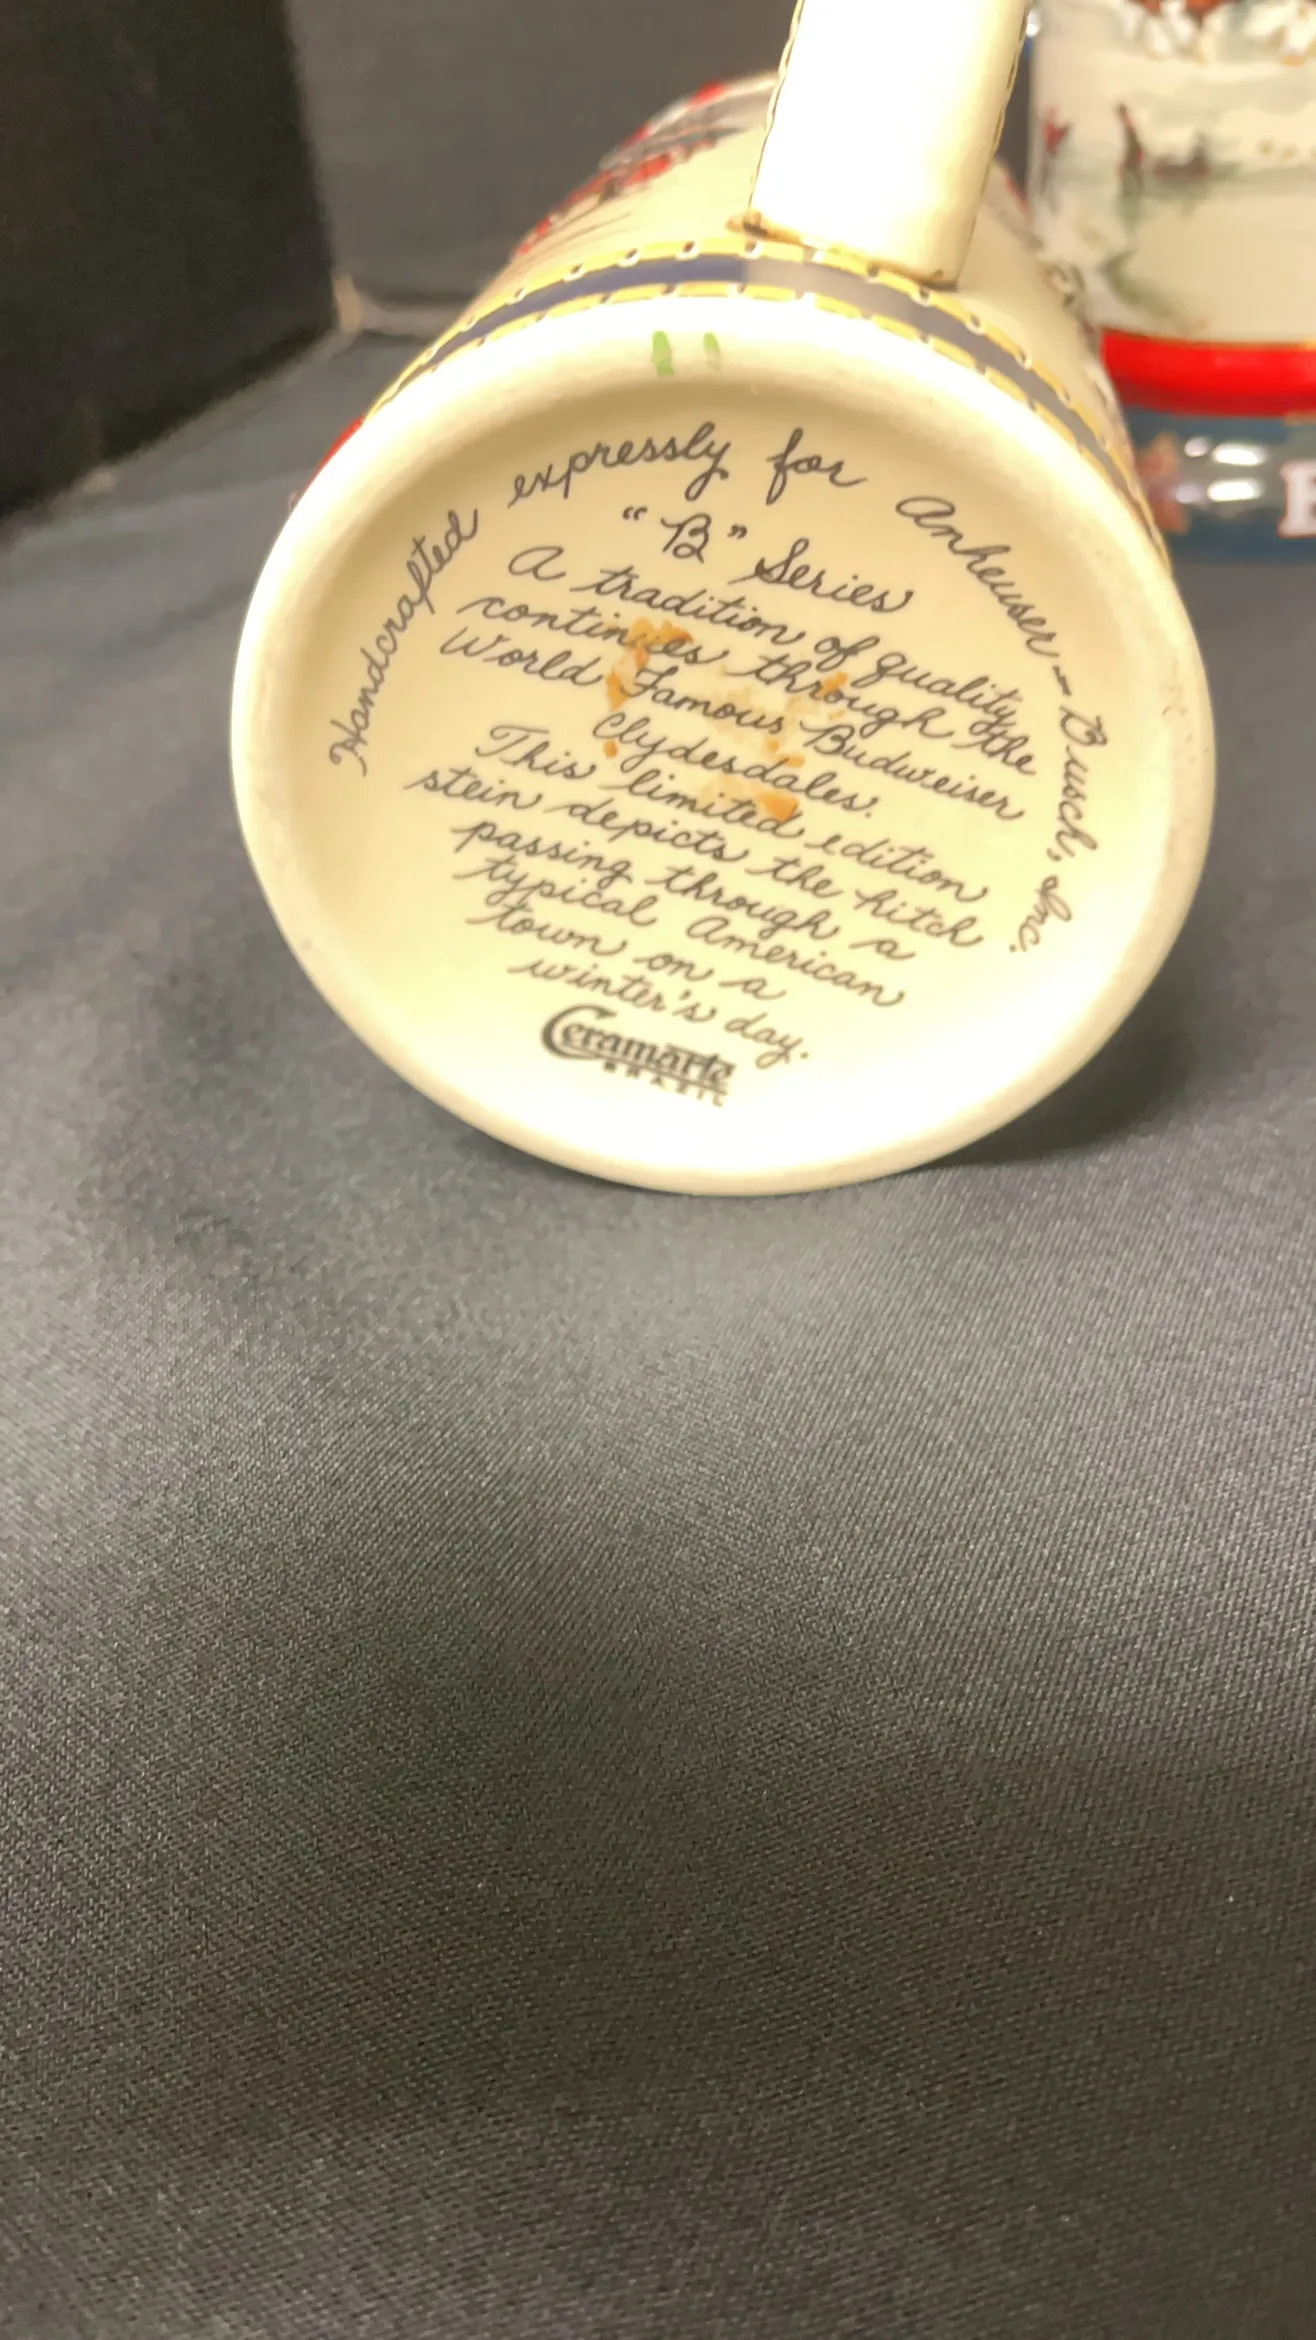 Handcrafted expressly for Anheuser-Busch, Inc.
"B" Series
A tradition of quality
continues through the
World Famous Budweiser
Clydesdales.
This limited edition
stein depicts the hitch
passing through a
typical American
town on a
winter's day.
Ceramarte
BRAZIL
B